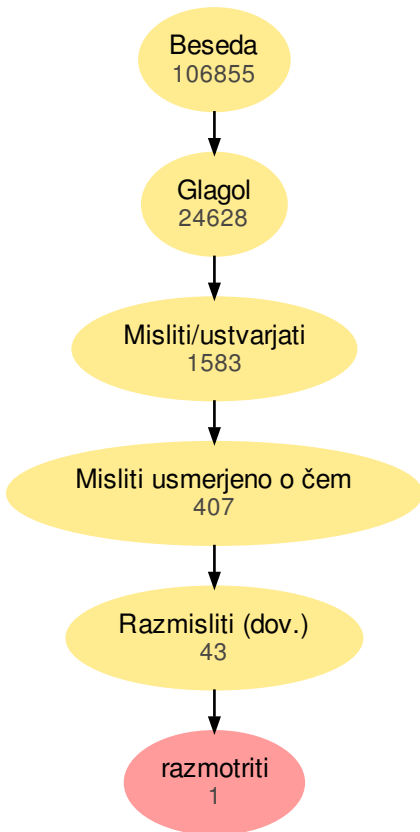 Beseda
106855
Glagol
24628
Misliti/ustvarjati
1583
Misliti usmerjeno o čem
407
Razmisliti (dov.)
43
razmotriti
1